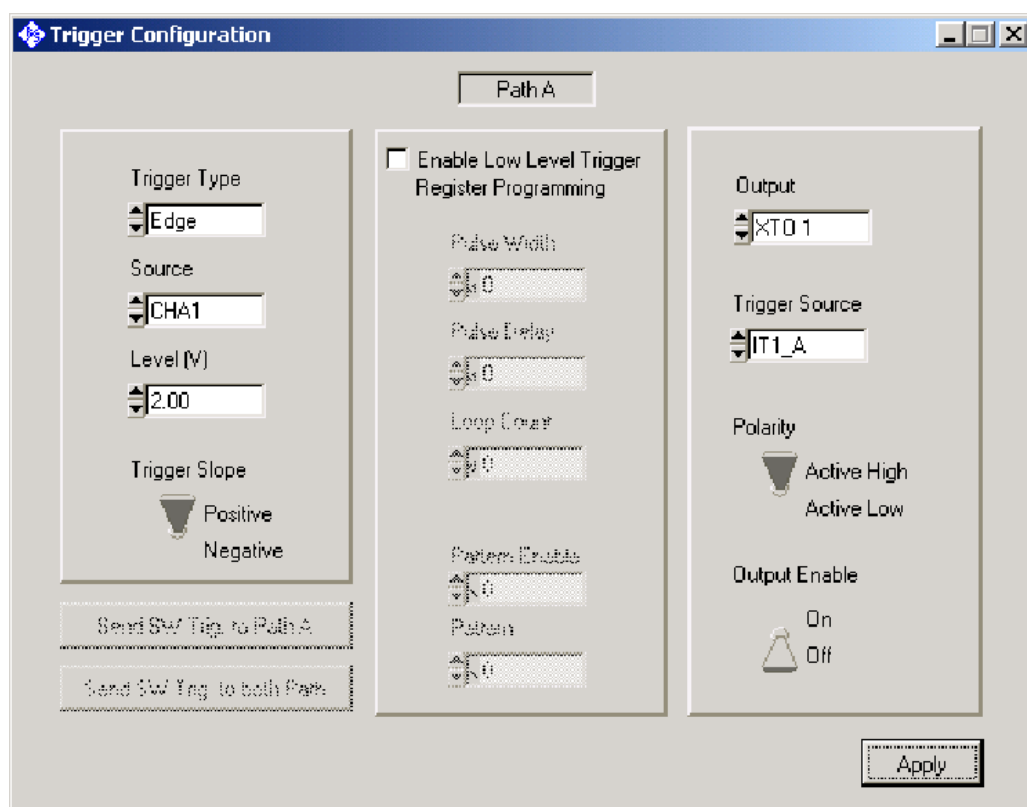 Trigger Configuration
Path A
Trigger Type
Edge
Source
CHA1
Level (V)
2.00
Trigger Slope
Positive
Negative
Send SW Trig. to Path A
Send SW Trig. to both Path
Enable Low Level Trigger
Register Programming
Pulse Width
0
Pulse Delay
0
Loop Count
0
Pattern Enable
0
Pattern
0
Output
XTO 1
Trigger Source
IT1_A
Polarity
Active High
Active Low
Output Enable
On
Off
Apply